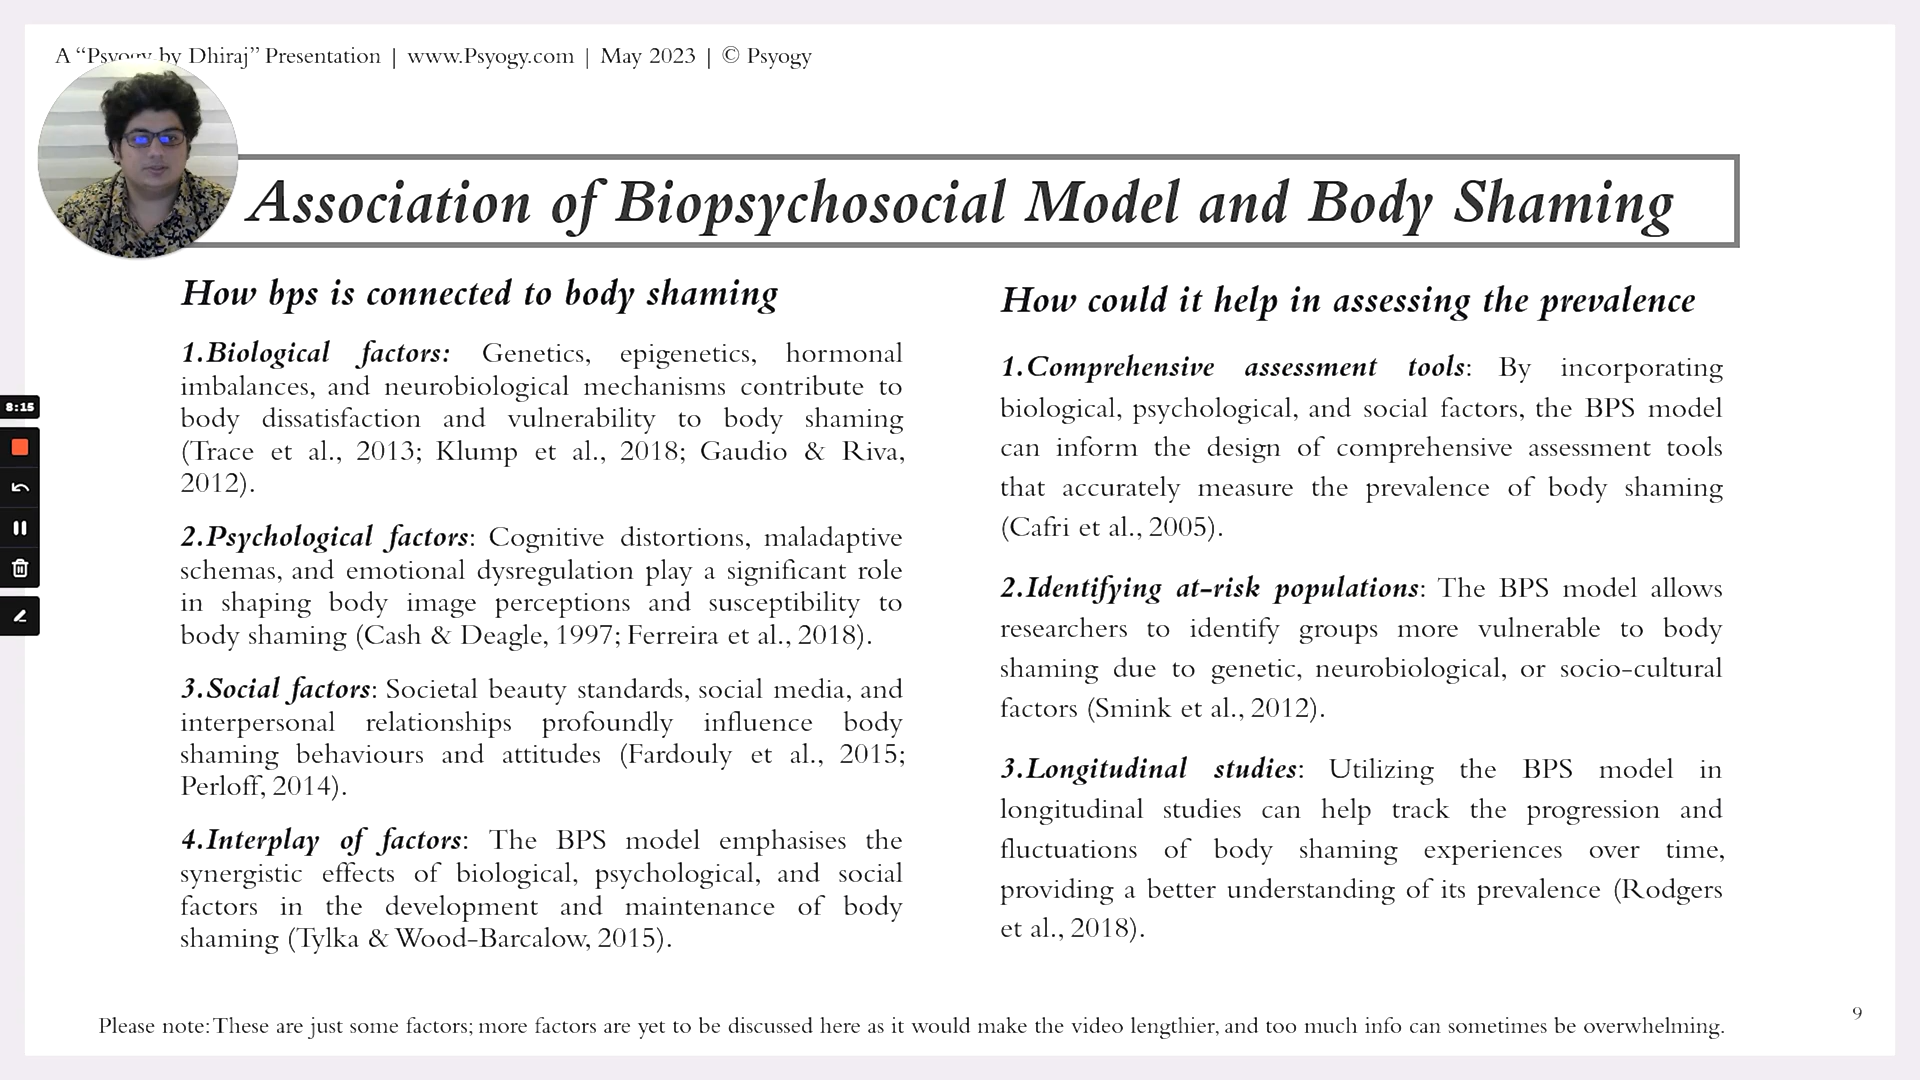 A “Psyogy by Dhiraj” Presentation | www.Psyogy.com | May 2023 | © Psyogy
Association of Biopsychosocial Model and Body Shaming
How bps is connected to body shaming
1.Biological factors: Genetics, epigenetics, hormonal
imbalances, and neurobiological mechanisms contribute to
body dissatisfaction and vulnerability to body shaming
(Trace et al., 2013; Klump et al., 2018; Gaudio & Riva,
2012).
2.Psychological factors: Cognitive distortions, maladaptive
schemas, and emotional dysregulation play a significant role
in shaping body image perceptions and susceptibility to
body shaming (Cash & Deagle, 1997; Ferreira et al., 2018).
3.Social factors: Societal beauty standards, social media, and
interpersonal relationships profoundly influence body
shaming behaviours and attitudes (Fardouly et al., 2015;
Perloff, 2014).
4.Interplay of factors: The BPS model emphasises the
synergistic effects of biological, psychological, and social
factors in the development and maintenance of body
shaming (Tylka & Wood-Barcalow, 2015).
How could it help in assessing the prevalence
1.Comprehensive assessment tools: By incorporating
biological, psychological, and social factors, the BPS model
can inform the design of comprehensive assessment tools
that accurately measure the prevalence of body shaming
(Cafri et al., 2005).
2.Identifying at-risk populations: The BPS model allows
researchers to identify groups more vulnerable to body
shaming due to genetic, neurobiological, or socio-cultural
factors (Smink et al., 2012).
3.Longitudinal studies: Utilizing the BPS model in
longitudinal studies can help track the progression and
fluctuations of body shaming experiences over time,
providing a better understanding of its prevalence (Rodgers
et al., 2018).
8:15
Please note: These are just some factors; more factors are yet to be discussed here as it would make the video lengthier, and too much info can sometimes be overwhelming.
9